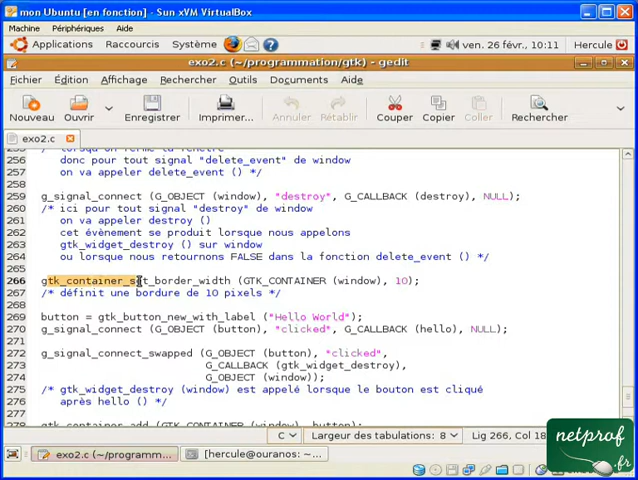 mon Ubuntu [en fonction] - Sun xVM VirtualBox
Machine Périphériques Aide
Applications Raccourcis Système ven. 26 févr., 10:11 Hercule
exo2.c (~/programmation/gtk) - gedit
Fichier Édition Affichage Rechercher Outils Documents Aide
Nouveau Ouvrir Enregistrer Annuler Rétablir Couper Copier Coller Rechercher
exo2.c
255 /* lorsqu'on ferme la fenêtre
256 donc pour tout signal "delete_event" de window
257 on va appeler delete_event () */
258
259 g_signal_connect (G_OBJECT (window), "destroy", G_CALLBACK (destroy), NULL);
260 /* ici pour tout signal "destroy" de window
261 on va appeler destroy ()
262 cet évènement se produit lorsque nous appelons
263 gtk_widget_destroy () sur window
264 ou lorsque nous retournons FALSE dans la fonction delete_event () */
265
266 gtk_container_set_border_width (GTK_CONTAINER (window), 10);
267 /* définit une bordure de 10 pixels */
268
269 button = gtk_button_new_with_label ("Hello World");
270 g_signal_connect (G_OBJECT (button), "clicked", G_CALLBACK (hello), NULL);
271
272 g_signal_connect_swapped (G_OBJECT (button), "clicked",
273 G_CALLBACK (gtk_widget_destroy),
274 G_OBJECT (window));
275 /* gtk_widget_destroy (window) est appelé lorsque le bouton est cliqué
276 après hello () */
277
278 gtk_container_add (GTK_CONTAINER (window), button);
C Largeur des tabulations: 8 Lig 266, Col 18
exo2.c (~/programm... [hercule@ouranos: ~...
netprof
.fr